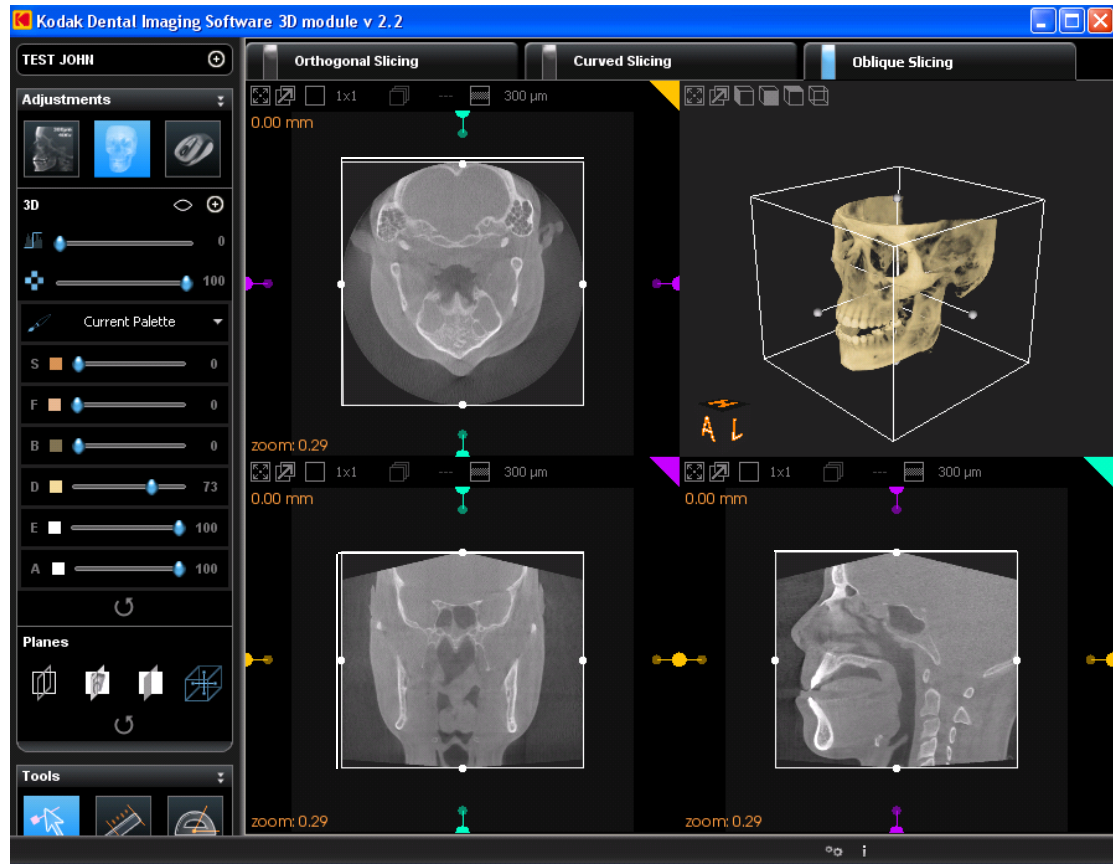 Kodak Dental Imaging Software 3D module v 2.2
TEST JOHN
Orthogonal Slicing
Curved Slicing
Oblique Slicing
Adjustments
3D
0
100
Current Palette
S 0
F 0
B 0
D 73
E 100
A 100
Planes
Tools
1x1 --- 300 µm
0.00 mm
zoom: 0.29
A L
1x1 --- 300 µm
0.00 mm
zoom: 0.29
1x1 --- 300 µm
0.00 mm
zoom: 0.29
i